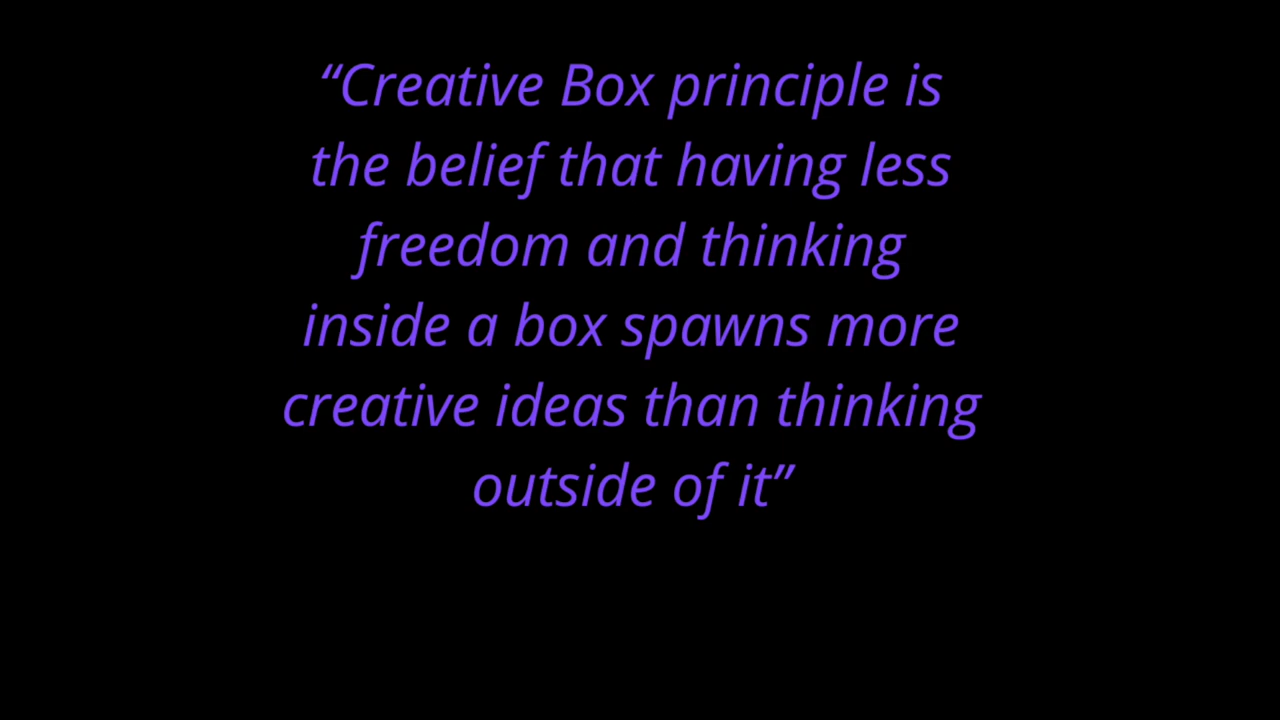 “Creative Box principle is
the belief that having less
freedom and thinking
inside a box spawns more
creative ideas than thinking
outside of it”